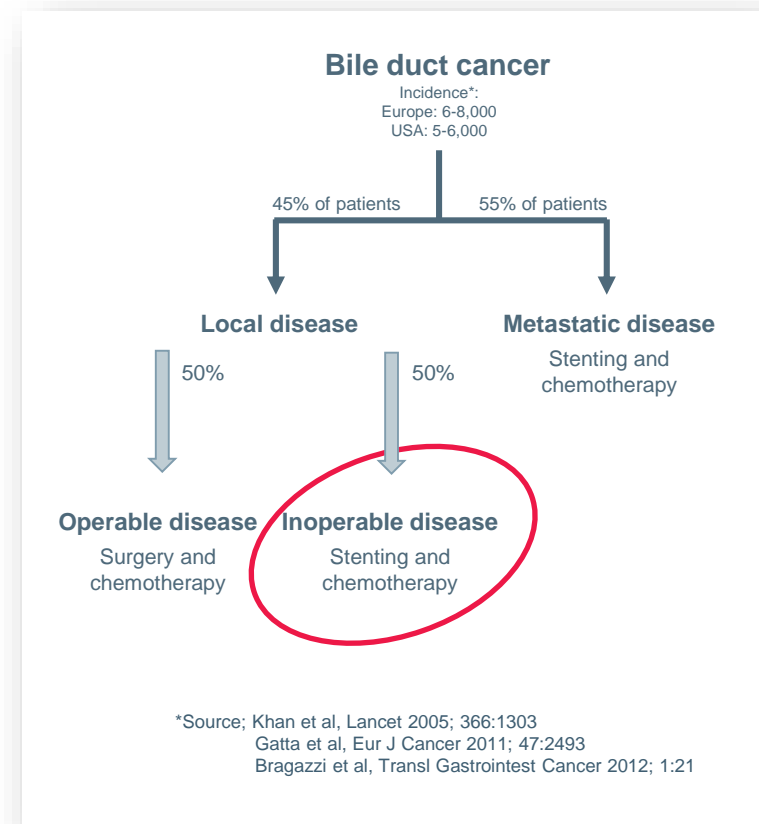 Bile duct cancer
Incidence*:
Europe: 6-8,000
USA: 5-6,000
45% of patients
55% of patients
Local disease
Metastatic disease
Stenting and
chemotherapy
50%
50%
Operable disease
Surgery and
chemotherapy
Inoperable disease
Stenting and
chemotherapy
*Source; Khan et al, Lancet 2005; 366:1303
Gatta et al, Eur J Cancer 2011; 47:2493
Bragazzi et al, Transl Gastrointest Cancer 2012; 1:21